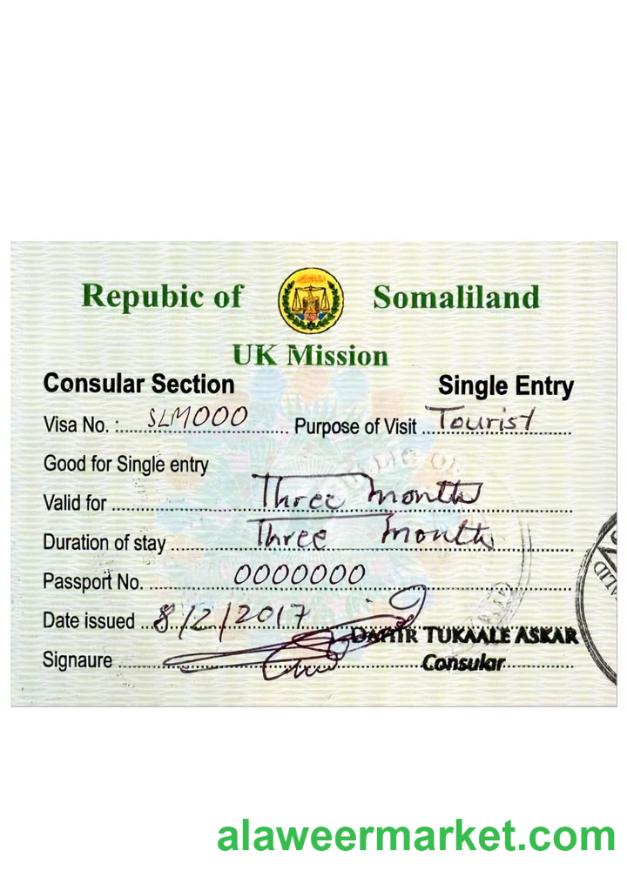 Repubic of Somaliland
UK Mission
Consular Section Single Entry
Visa No. : SLM000 Purpose of Visit Tourist
Good for Single entry
Valid for Three month
Duration of stay Three month
Passport No. 0000000
Date issued 8/2/2017
DAHIR TUKAALE ASKAR
Signaure Consular
alaweermarket.com